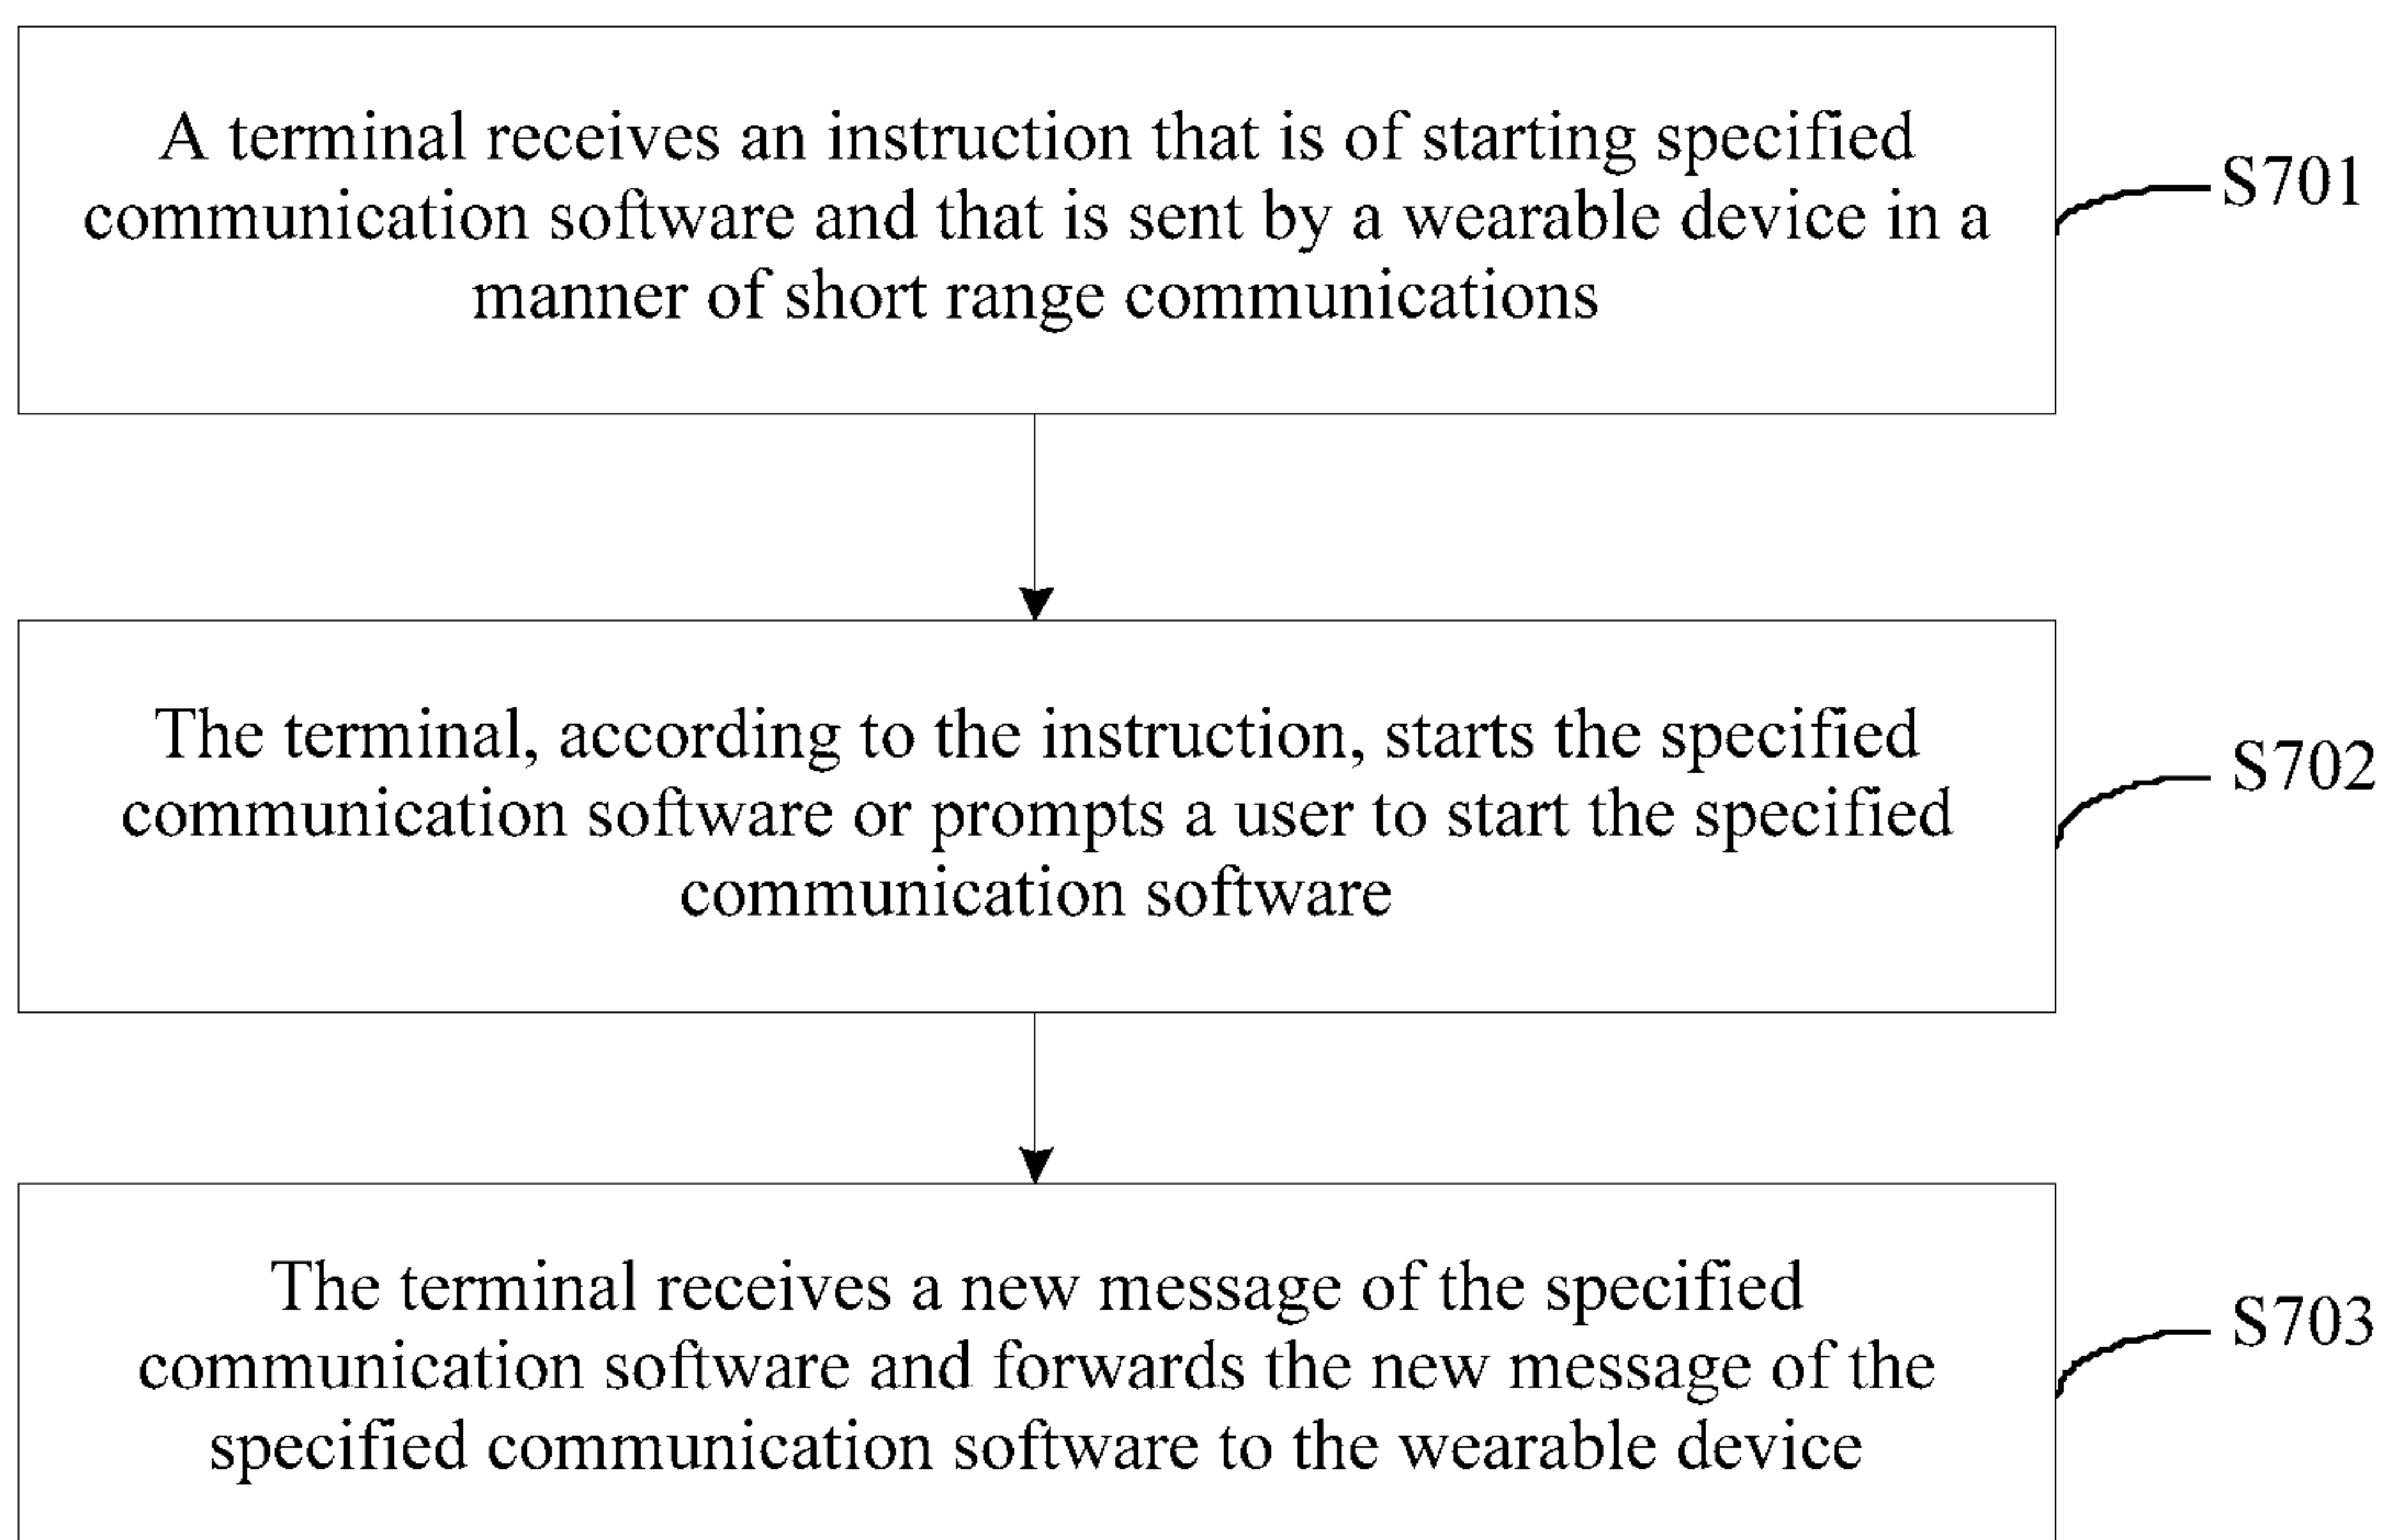 A terminal receives an instruction that is of starting specified
communication software and that is sent by a wearable device in a
manner of short range communications
S701
The terminal, according to the instruction, starts the specified
communication software or prompts a user to start the specified
communication software
S702
The terminal receives a new message of the specified
communication software and forwards the new message of the
specified communication software to the wearable device
S703